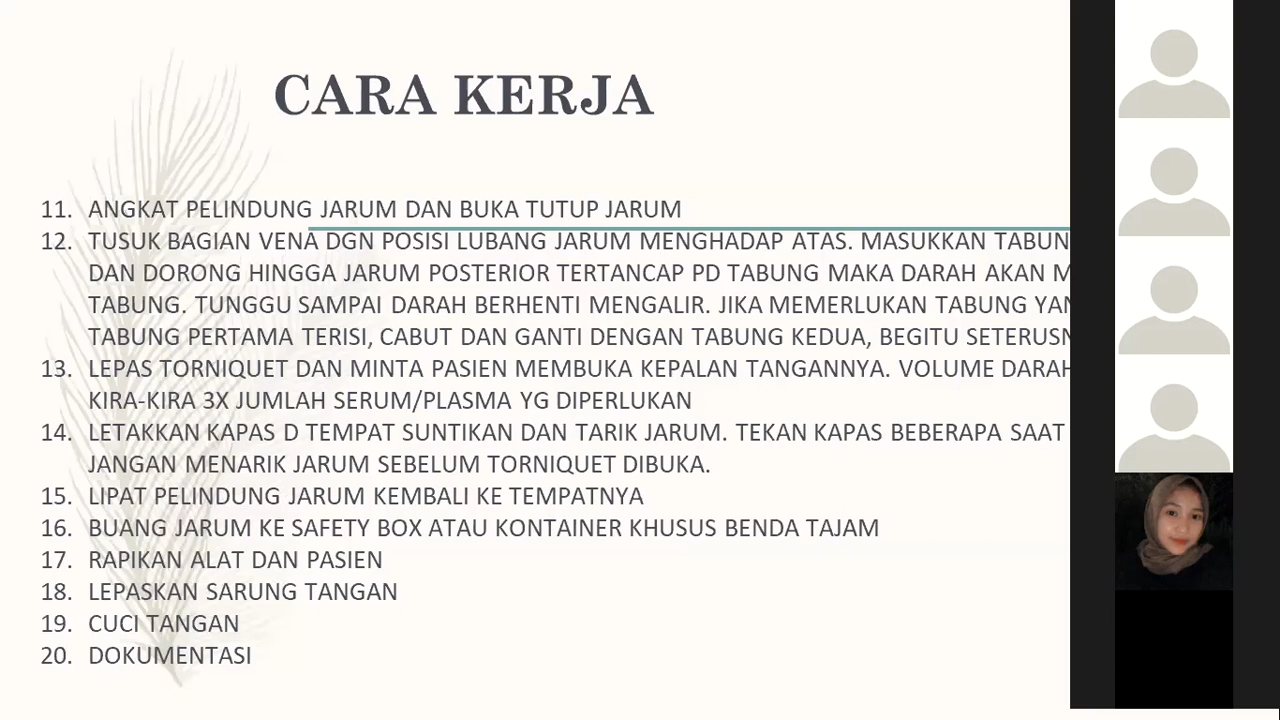 CARA KERJA
11. ANGKAT PELINDUNG JARUM DAN BUKA TUTUP JARUM
12. TUSUK BAGIAN VENA DGN POSISI LUBANG JARUM MENGHADAP ATAS. MASUKKAN
DAN DORONG HINGGA JARUM POSTERIOR TERTANCAP PD TABUNG MAKA DARAH AKAN
TABUNG. TUNGGU SAMPAI DARAH BERHENTI MENGALIR. JIKA MEMERLUKAN TABUNG
TABUNG PERTAMA TERISI, CABUT DAN GANTI DENGAN TABUNG KEDUA, BEGITU
13. LEPAS TORNIQUET DAN MINTA PASIEN MEMBUKA KEPALAN TANGANNYA. VOLUME DARAH
KIRA-KIRA 3X JUMLAH SERUM/PLASMA YG DIPERLUKAN
14. LETAKKAN KAPAS D TEMPAT SUNTIKAN DAN TARIK JARUM. TEKAN KAPAS BEBERAPA SAAT
JANGAN MENARIK JARUM SEBELUM TORNIQUET DIBUKA.
15. LIPAT PELINDUNG JARUM KEMBALI KE TEMPATNYA
16. BUANG JARUM KE SAFETY BOX ATAU KONTAINER KHUSUS BENDA TAJAM
17. RAPIKAN ALAT DAN PASIEN
18. LEPASKAN SARUNG TANGAN
19. CUCI TANGAN
20. DOKUMENTASI